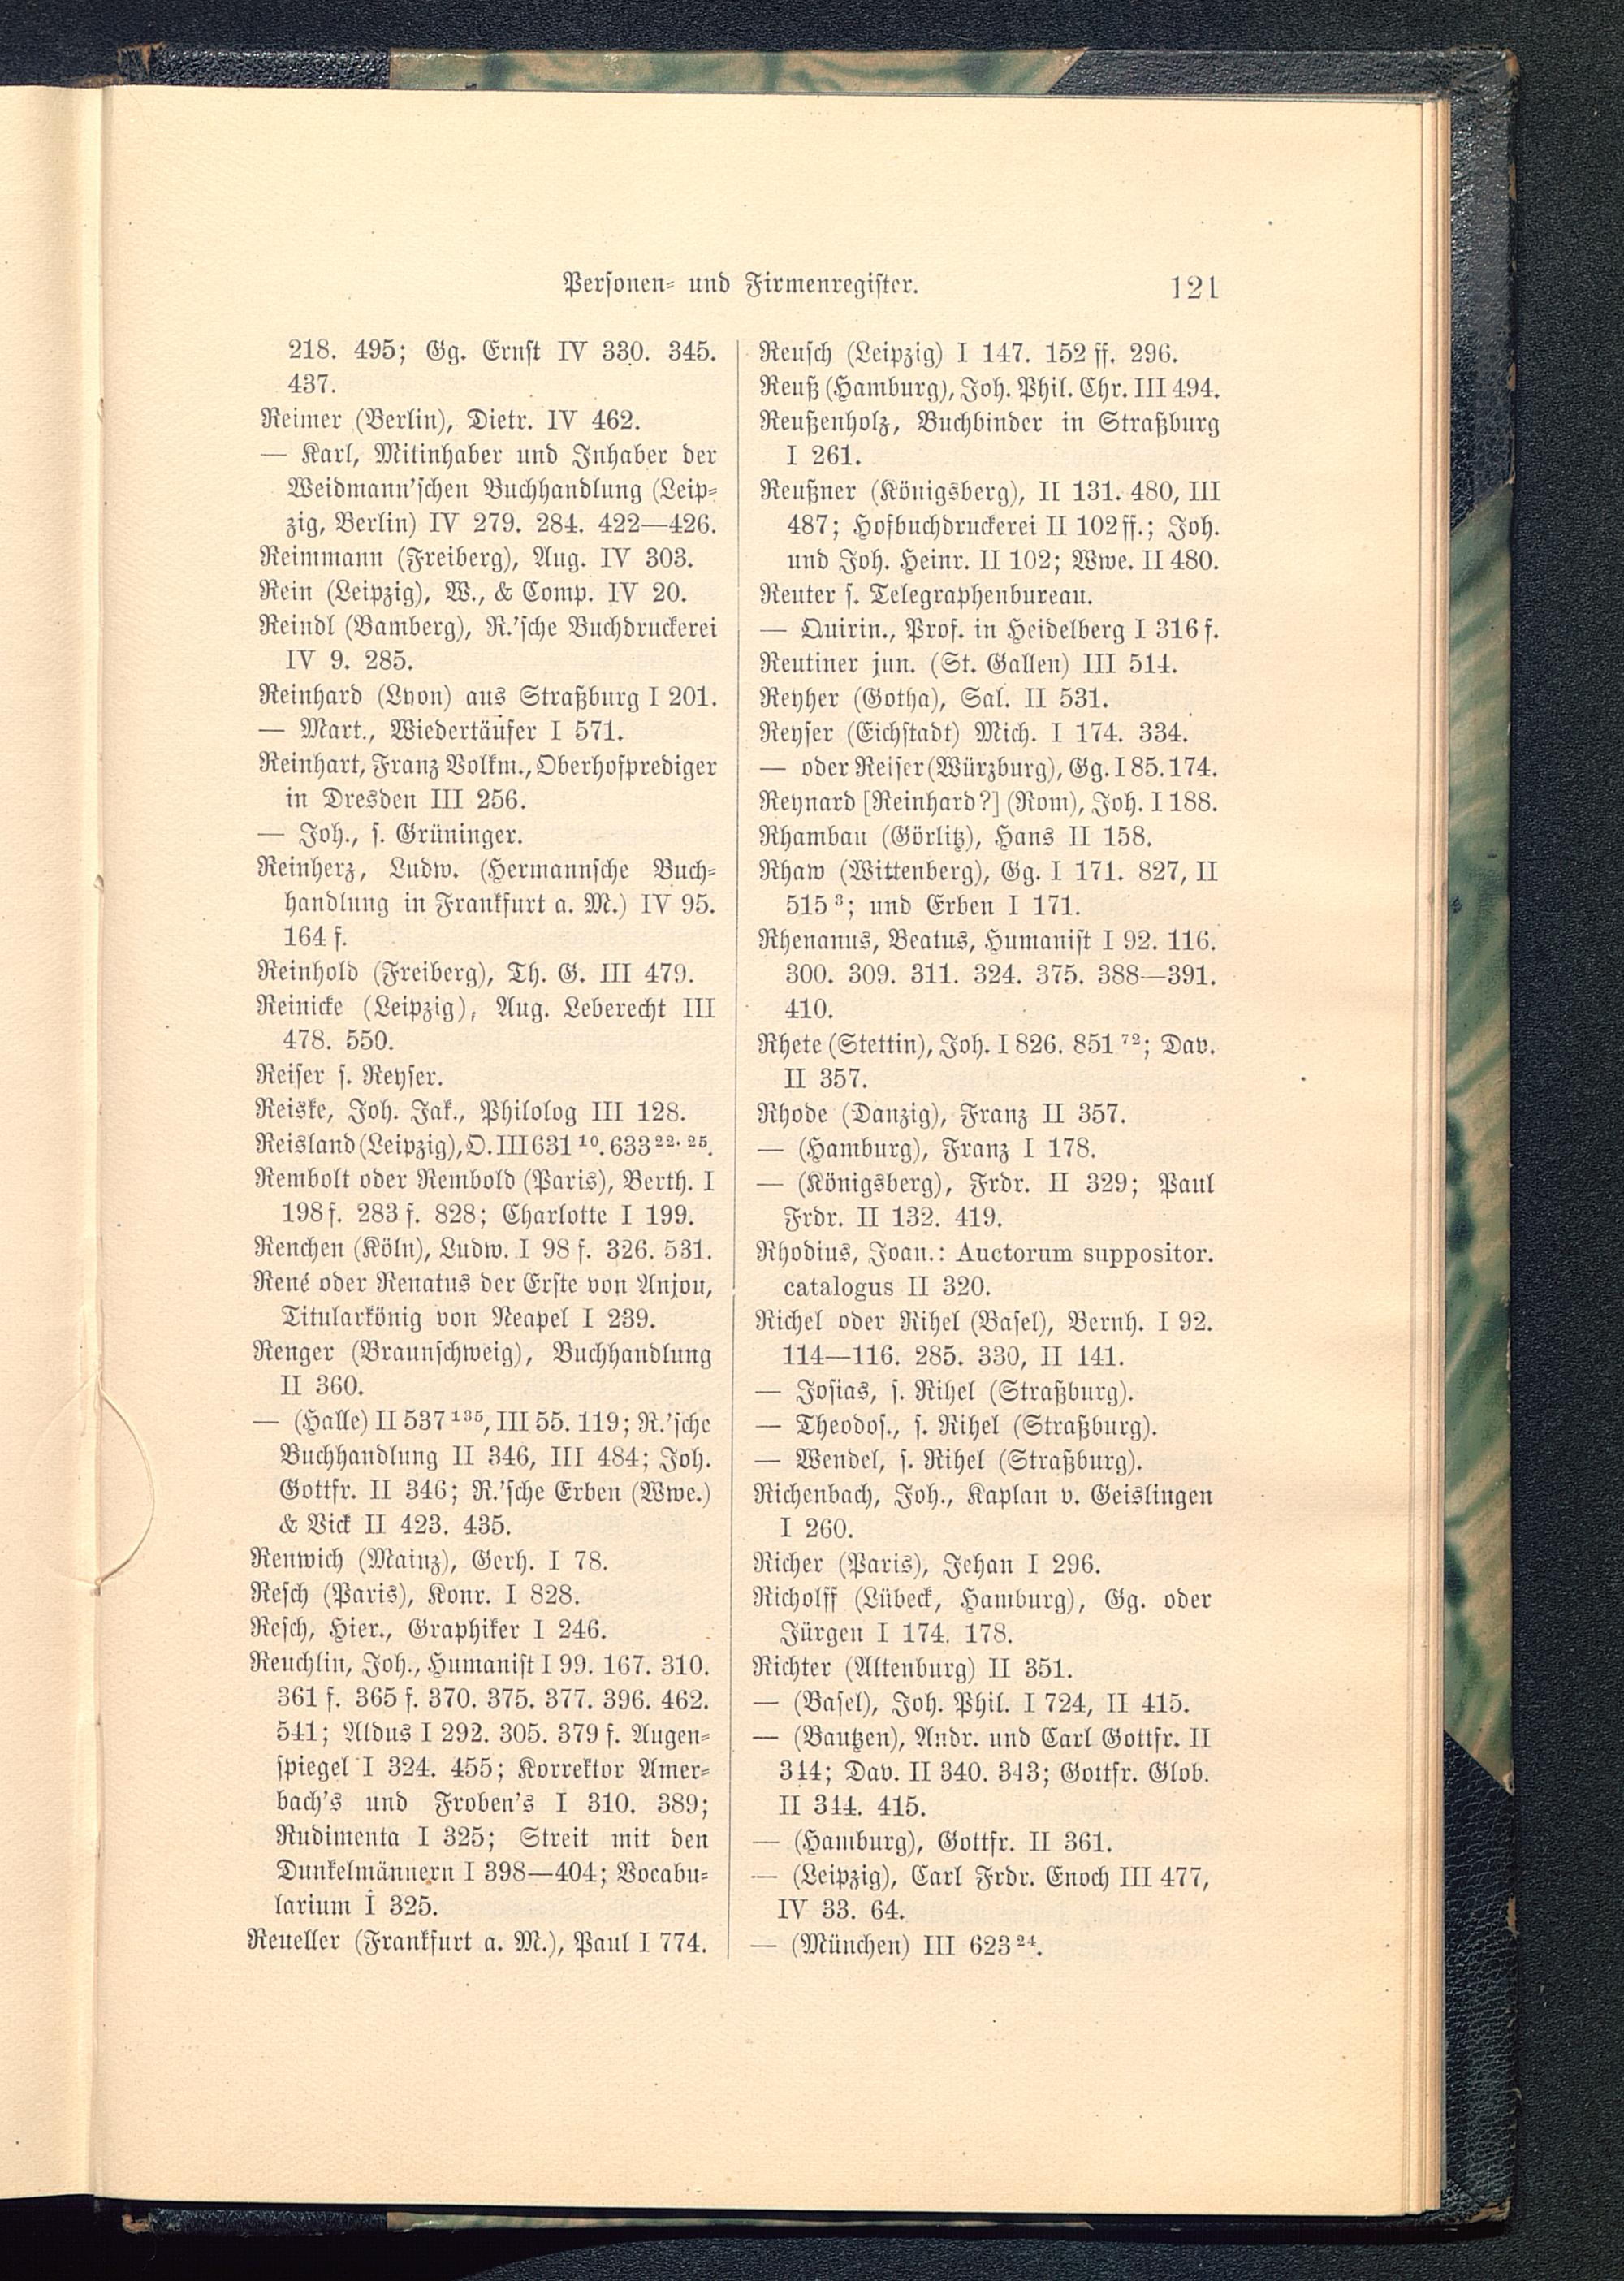 Personen- und Firmenregister. 121
218. 495; Gg. Ernst IV 330. 345.
437.
Reimer (Berlin), Dietr. IV 462.
— Karl, Mitinhaber und Inhaber der
Weidmann'schen Buchhandlung (Leip-
zig, Berlin) IV 279. 284. 422—426.
Reimmann (Freiberg), Aug. IV 303.
Rein (Leipzig), W., & Comp. IV 20.
Reindl (Bamberg), R.'sche Buchdruckerei
IV 9. 285.
Reinhard (Lyon) aus Straßburg I 201.
— Mart., Wiedertäufer I 571.
Reinhart, Franz Volkm., Oberhofprediger
in Dresden III 256.
— Joh., s. Grüninger.
Reinherz, Ludw. (Hermannsche Buch-
handlung in Frankfurt a. M.) IV 95.
164 f.
Reinhold (Freiberg), Th. G. III 479.
Reinicke (Leipzig), Aug. Leberecht III
478. 550.
Reiser s. Reyser.
Reiske, Joh. Jak., Philolog III 128.
Reisland (Leipzig), O. III 631 ¹⁰. 633 ²²· ²⁵.
Rembolt oder Rembold (Paris), Berth. I
198 f. 283 f. 828; Charlotte I 199.
Renchen (Köln), Ludw. I 98 f. 326. 531.
René oder Renatus der Erste von Anjou,
Titularkönig von Neapel I 239.
Renger (Braunschweig), Buchhandlung
II 360.
— (Halle) II 537 ¹³⁵, III 55. 119; R.'sche
Buchhandlung II 346, III 484; Joh.
Gottfr. II 346; R.'sche Erben (Wwe.)
& Vick II 423. 435.
Renwich (Mainz), Gerh. I 78.
Resch (Paris), Konr. I 828.
Resch, Hier., Graphiker I 246.
Reuchlin, Joh., Humanist I 99. 167. 310.
361 f. 365 f. 370. 375. 377. 396. 462.
541; Aldus I 292. 305. 379 f. Augen-
spiegel I 324. 455; Korrektor Amer-
bach's und Froben's I 310. 389;
Rudimenta I 325; Streit mit den
Dunkelmännern I 398—404; Vocabu-
larium I 325.
Reueller (Frankfurt a. M.), Paul I 774.
Reusch (Leipzig) I 147. 152 ff. 296.
Reuß (Hamburg), Joh. Phil. Chr. III 494.
Reußenholz, Buchbinder in Straßburg
I 261.
Reußner (Königsberg), II 131. 480, III
487; Hofbuchdruckerei II 102 ff.; Joh.
und Joh. Heinr. II 102; Wwe. II 480.
Reuter s. Telegraphenbureau.
— Quirin., Prof. in Heidelberg I 316 f.
Reutiner jun. (St. Gallen) III 514.
Reyher (Gotha), Sal. II 531.
Reyser (Eichstadt) Mich. I 174. 334.
— oder Reiser (Würzburg), Gg. I 85. 174.
Reynard [Reinhard?] (Rom), Joh. I 188.
Rhambau (Görlitz), Hans II 158.
Rhaw (Wittenberg), Gg. I 171. 827, II
515 ³; und Erben I 171.
Rhenanus, Beatus, Humanist I 92. 116.
300. 309. 311. 324. 375. 388—391.
410.
Rhete (Stettin), Joh. I 826. 851 ⁷²; Dav.
II 357.
Rhode (Danzig), Franz II 357.
— (Hamburg), Franz I 178.
— (Königsberg), Frdr. II 329; Paul
Frdr. II 132. 419.
Rhodius, Joan.: Auctorum suppositor.
catalogus II 320.
Richel oder Rihel (Basel), Bernh. I 92.
114—116. 285. 330, II 141.
— Josias, s. Rihel (Straßburg).
— Theodos., s. Rihel (Straßburg).
— Wendel, s. Rihel (Straßburg).
Richenbach, Joh., Kaplan v. Geislingen
I 260.
Richer (Paris), Jehan I 296.
Richolff (Lübeck, Hamburg), Gg. oder
Jürgen I 174. 178.
Richter (Altenburg) II 351.
— (Basel), Joh. Phil. I 724, II 415.
— (Bautzen), Andr. und Carl Gottfr. II
344; Dav. II 340. 343; Gottfr. Glob.
II 344. 415.
— (Hamburg), Gottfr. II 361.
— (Leipzig), Carl Frdr. Enoch III 477,
IV 33. 64.
— (München) III 623 ²⁴.